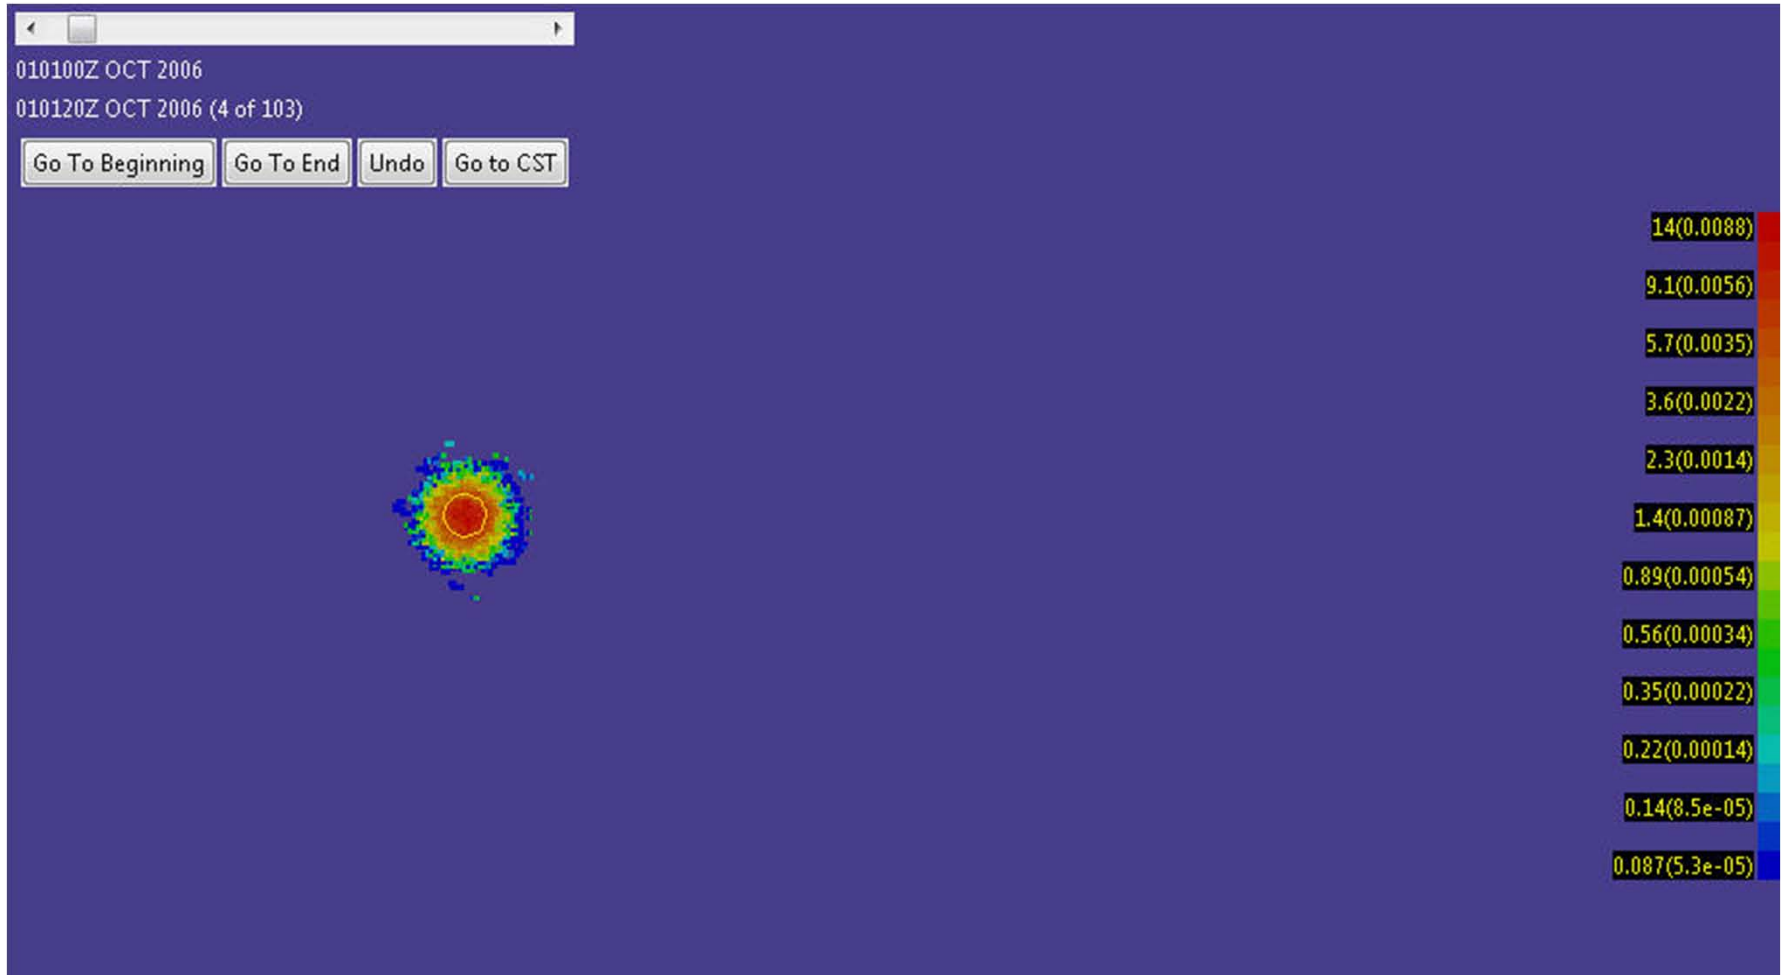 010100Z OCT 2006
010120Z OCT 2006 (4 of 103)
Go To Beginning Go To End Undo Go to CST
14(0.0088)
9.1(0.0056)
5.7(0.0035)
3.6(0.0022)
2.3(0.0014)
1.4(0.00087)
0.89(0.00054)
0.56(0.00034)
0.35(0.00022)
0.22(0.00014)
0.14(8.5e-05)
0.087(5.3e-05)